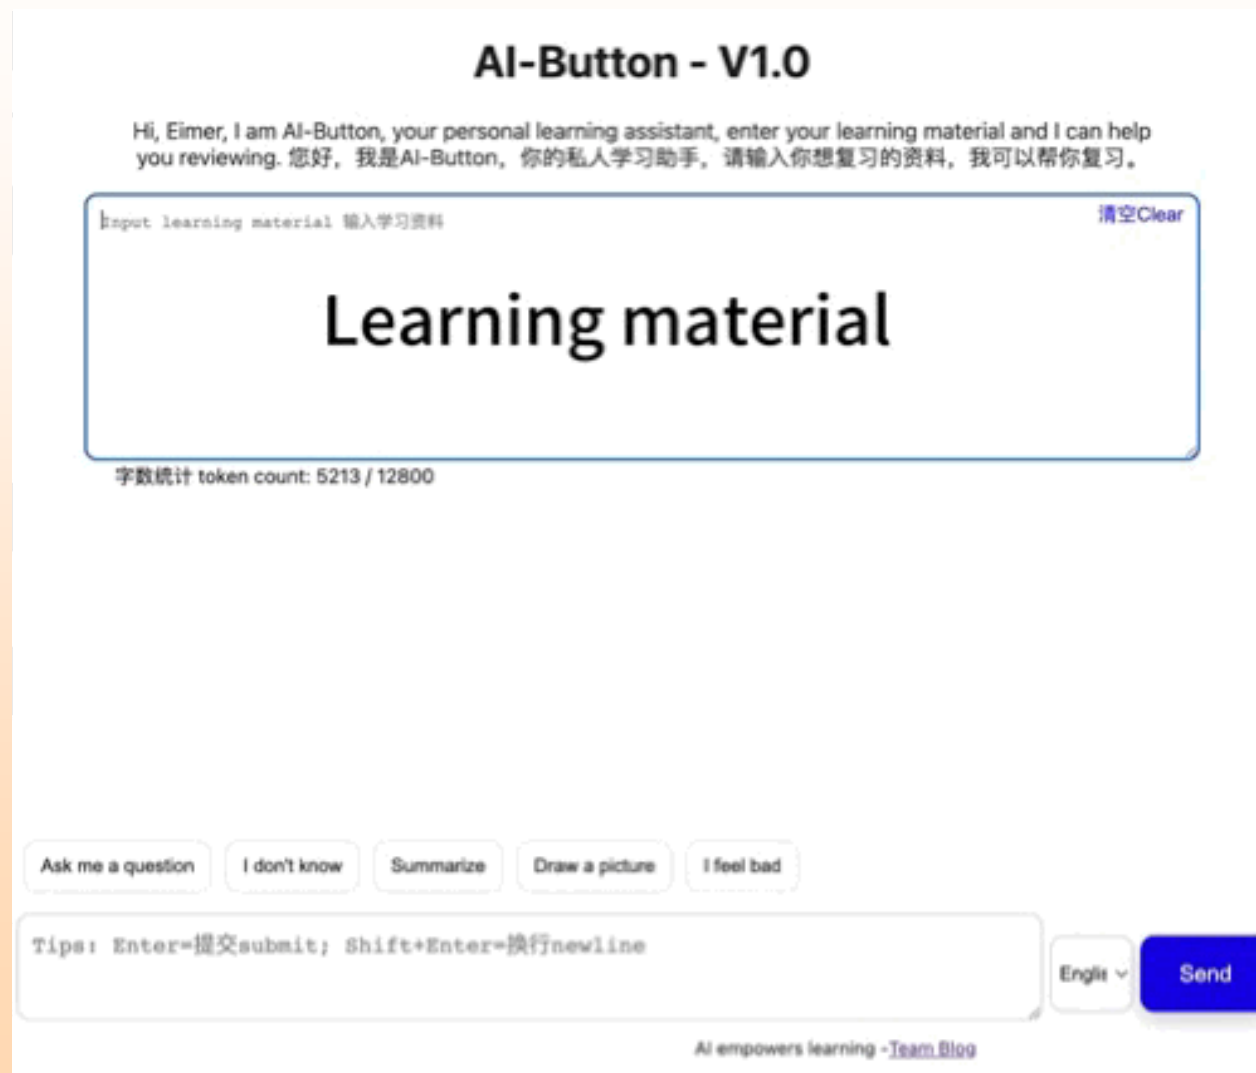 AI-Button - V1.0
Hi, Eimer, I am AI-Button, your personal learning assistant, enter your learning material and I can help
you reviewing. 您好，我是AI-Button，你的私人学习助手，请输入你想复习的资料，我可以帮你复习。
Input learning material 输入学习资料
清空Clear
Learning material
字数统计 token count: 5213 / 12800
Ask me a question
I don't know
Summarize
Draw a picture
I feel bad
Tips: Enter=提交submit; Shift+Enter=换行newline
Englis
Send
AI empowers learning -Team Blog